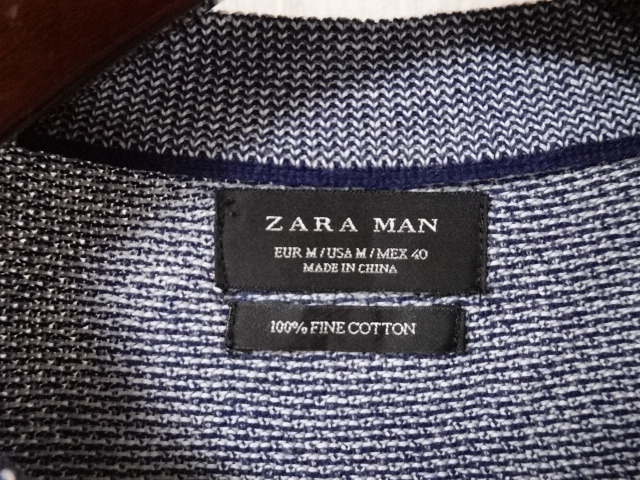 ZARA MAN
EUR M / USA M / MEX 40
MADE IN CHINA
100% FINE COTTON